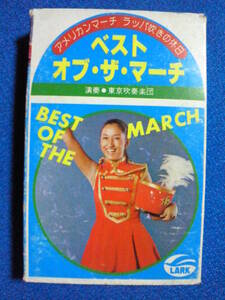 アメリカンマーチ ラッパ吹きの休日
ベスト
オブ・ザ・マーチ
演奏●東京吹奏楽団
BEST MARCH
OF
THE
LARK